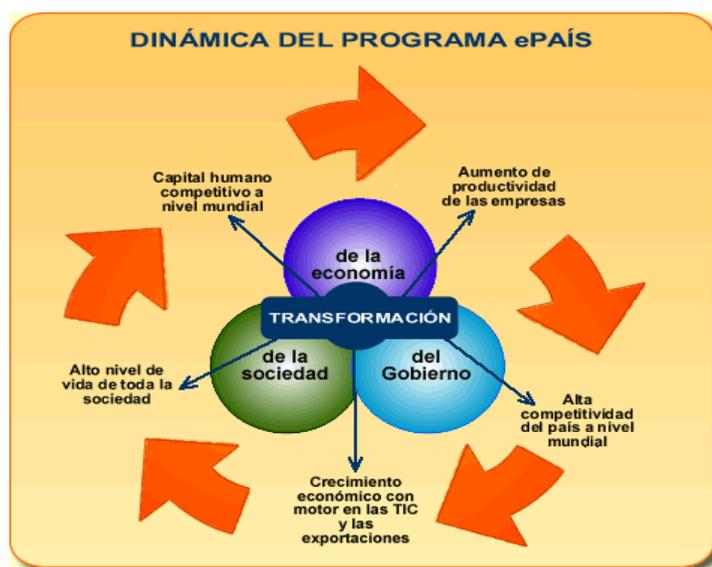 DINÁMICA DEL PROGRAMA ePAÍS
Capital humano
competitivo a
nivel mundial
Aumento de
productividad
de las empresas
de la
economía
TRANSFORMACIÓN
de la
sociedad
del
Gobierno
Alto nivel de
vida de toda la
sociedad
Alta
competitividad
del país a nivel
mundial
Crecimiento
económico con
motor en las TIC
y las
exportaciones